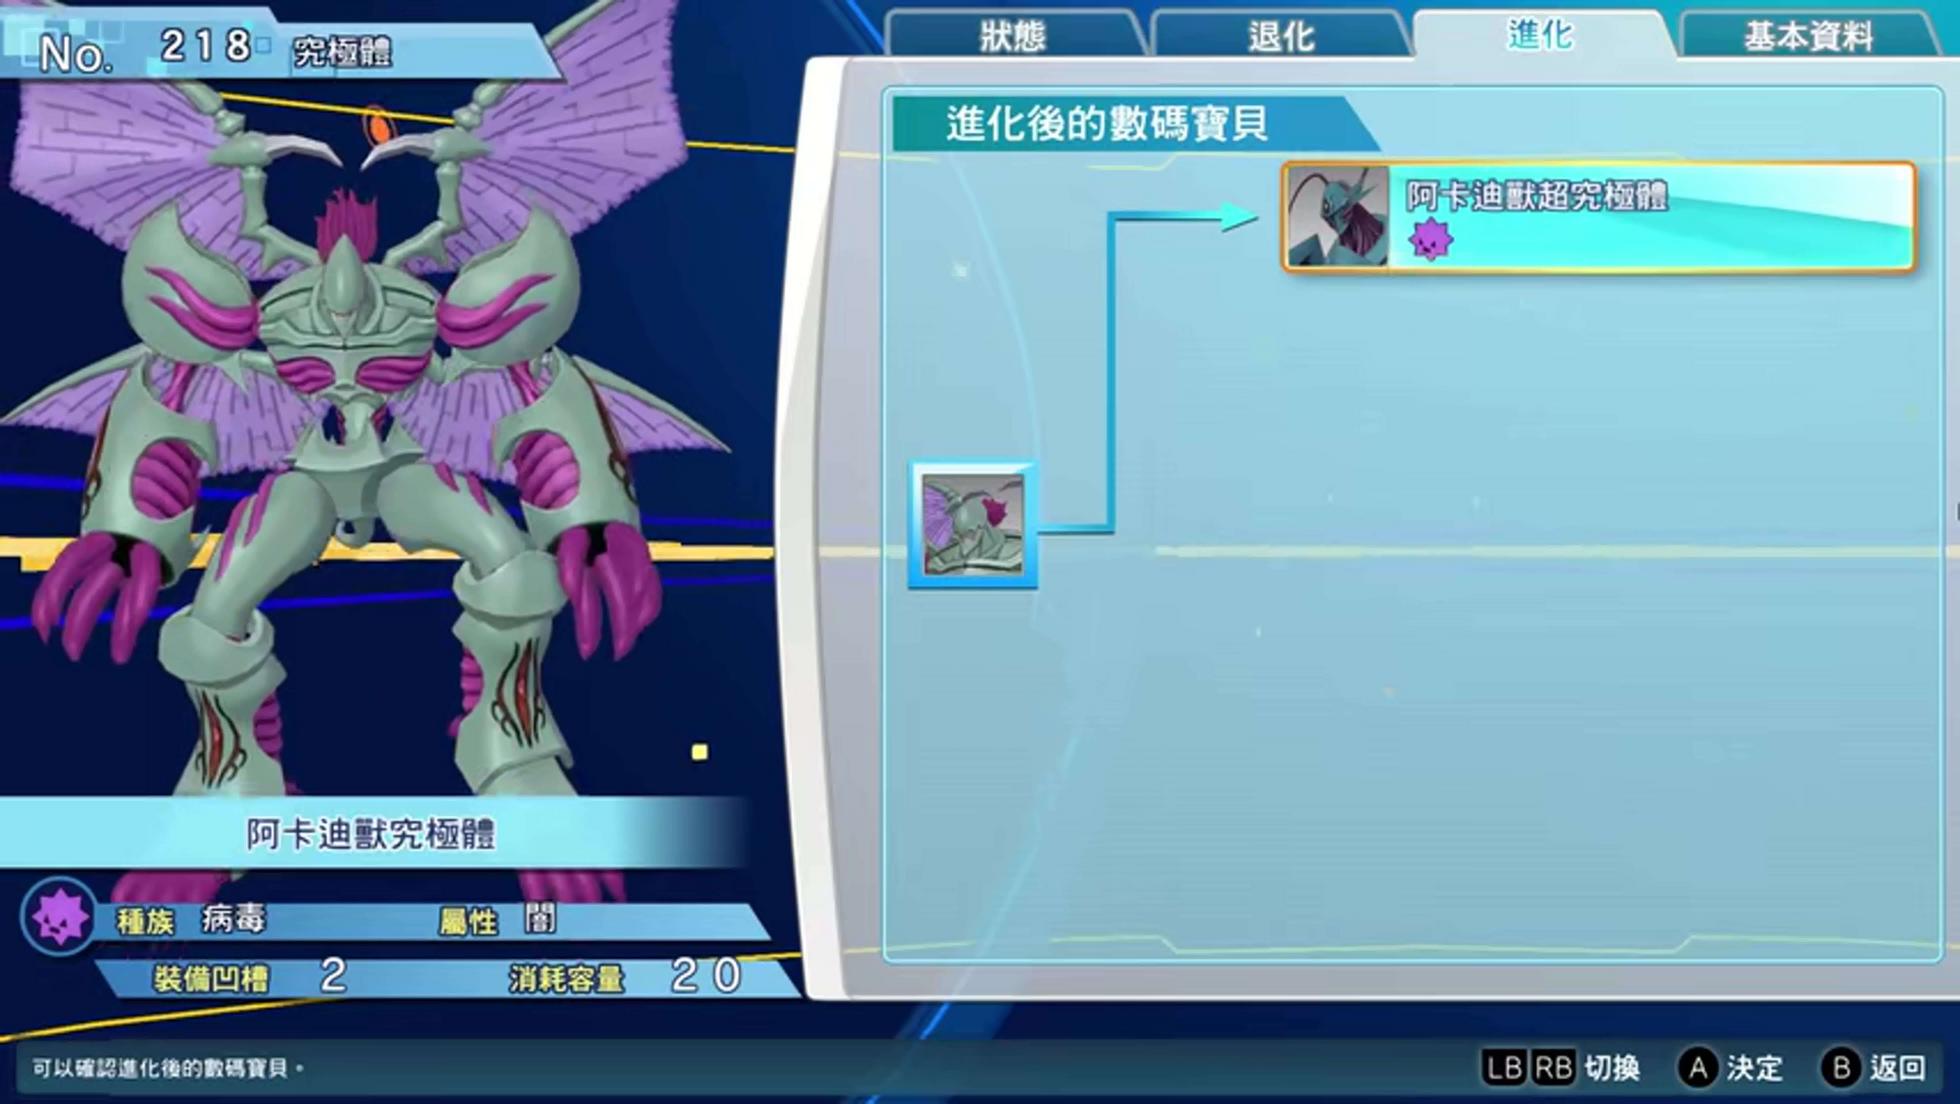 No. 218 究極體
狀態
退化
進化
基本資料
進化後的數碼寶貝
阿卡迪獸超究極體
阿卡迪獸究極體
種族 病毒 屬性 闇
裝備凹槽 2 消耗容量 20
可以確認進化後的數碼寶貝。
LB RB 切換 A 決定 B 返回